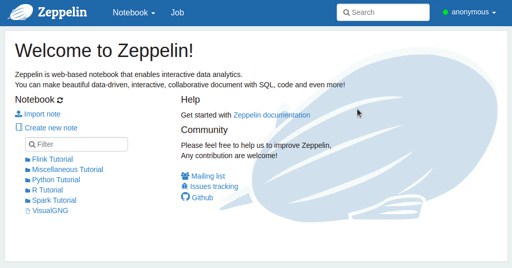 Zeppelin
Notebook
Job
Search
anonymous
Welcome to Zeppelin!
Zeppelin is web-based notebook that enables interactive data analytics.
You can make beautiful data-driven, interactive, collaborative document with SQL, code and even more!
Notebook
Import note
Create new note
Filter
Flink Tutorial
Miscellaneous Tutorial
Python Tutorial
R Tutorial
Spark Tutorial
VisualGNG
Help
Get started with Zeppelin documentation
Community
Please feel free to help us to improve Zeppelin,
Any contribution are welcome!
Mailing list
Issues tracking
Github